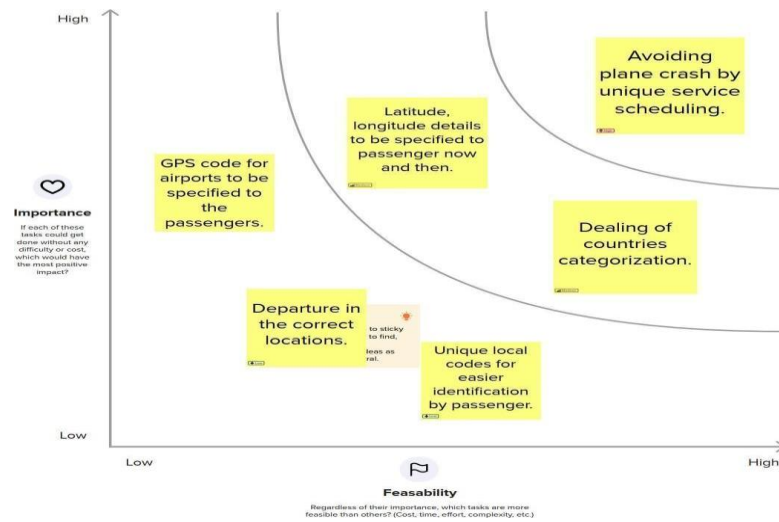 High
Avoiding
plane crash by
unique service
scheduling.
Latitude,
longitude details
to be specified to
passenger now
and then.
GPS code for
airports to be
specified to
the
passengers.
Importance
If each of these
tasks could get
done without any
difficulty or cost,
which would have
the most positive
impact?
Dealing of
countries
categorization.
Departure in
the correct
locations.
to sticky
to find,
deas as
ral.
Unique local
codes for
easier
identification
by passenger.
Low
Low
High
Feasability
Regardless of their importance, which tasks are more
feasible than others? (Cost, time, effort, complexity, etc.)